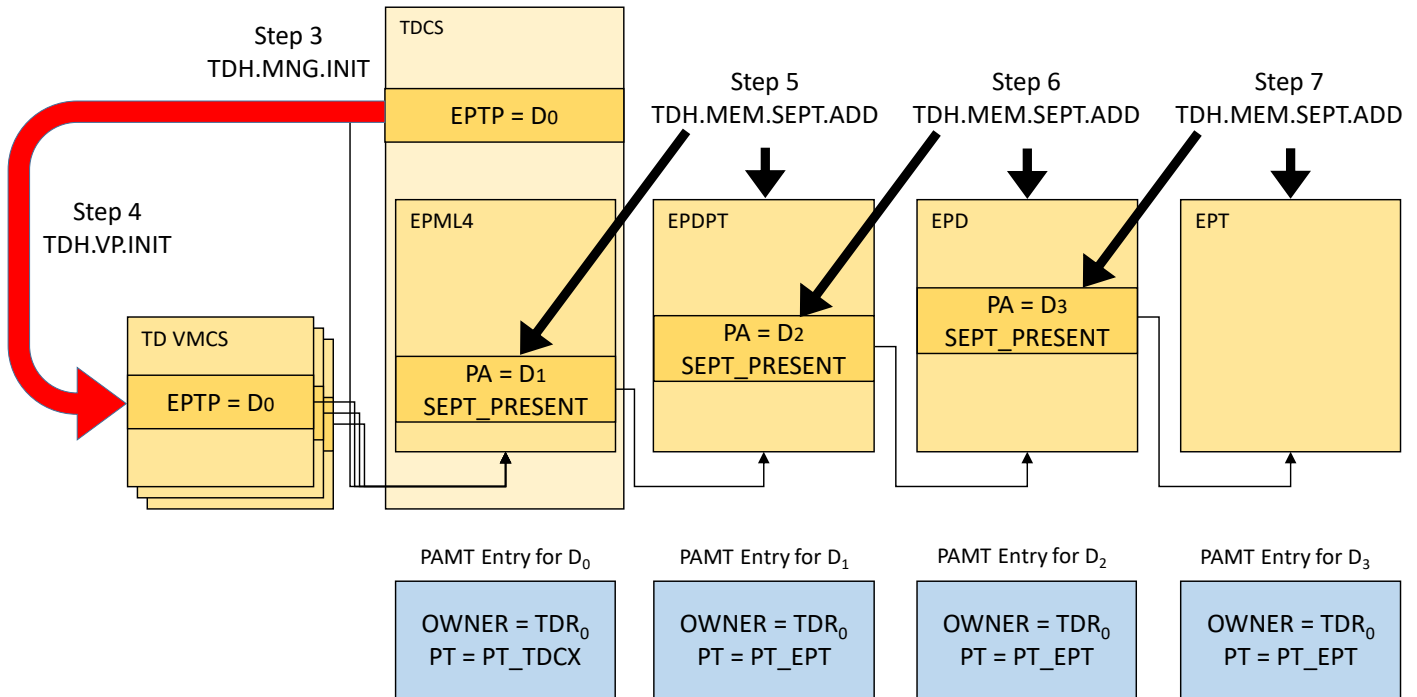 Step 3
TDH.MNG.INIT
TDCS
EPTP = D0
Step 4
TDH.VP.INIT
TD VMCS
EPTP = D0
EPML4
PA = D1
SEPT_PRESENT
Step 5
TDH.MEM.SEPT.ADD
EPDPT
PA = D2
SEPT_PRESENT
Step 6
TDH.MEM.SEPT.ADD
EPD
PA = D3
SEPT_PRESENT
Step 7
TDH.MEM.SEPT.ADD
EPT
PAMT Entry for D₀
OWNER = TDR₀
PT = PT_TDCX
PAMT Entry for D₁
OWNER = TDR₀
PT = PT_EPT
PAMT Entry for D₂
OWNER = TDR₀
PT = PT_EPT
PAMT Entry for D₃
OWNER = TDR₀
PT = PT_EPT